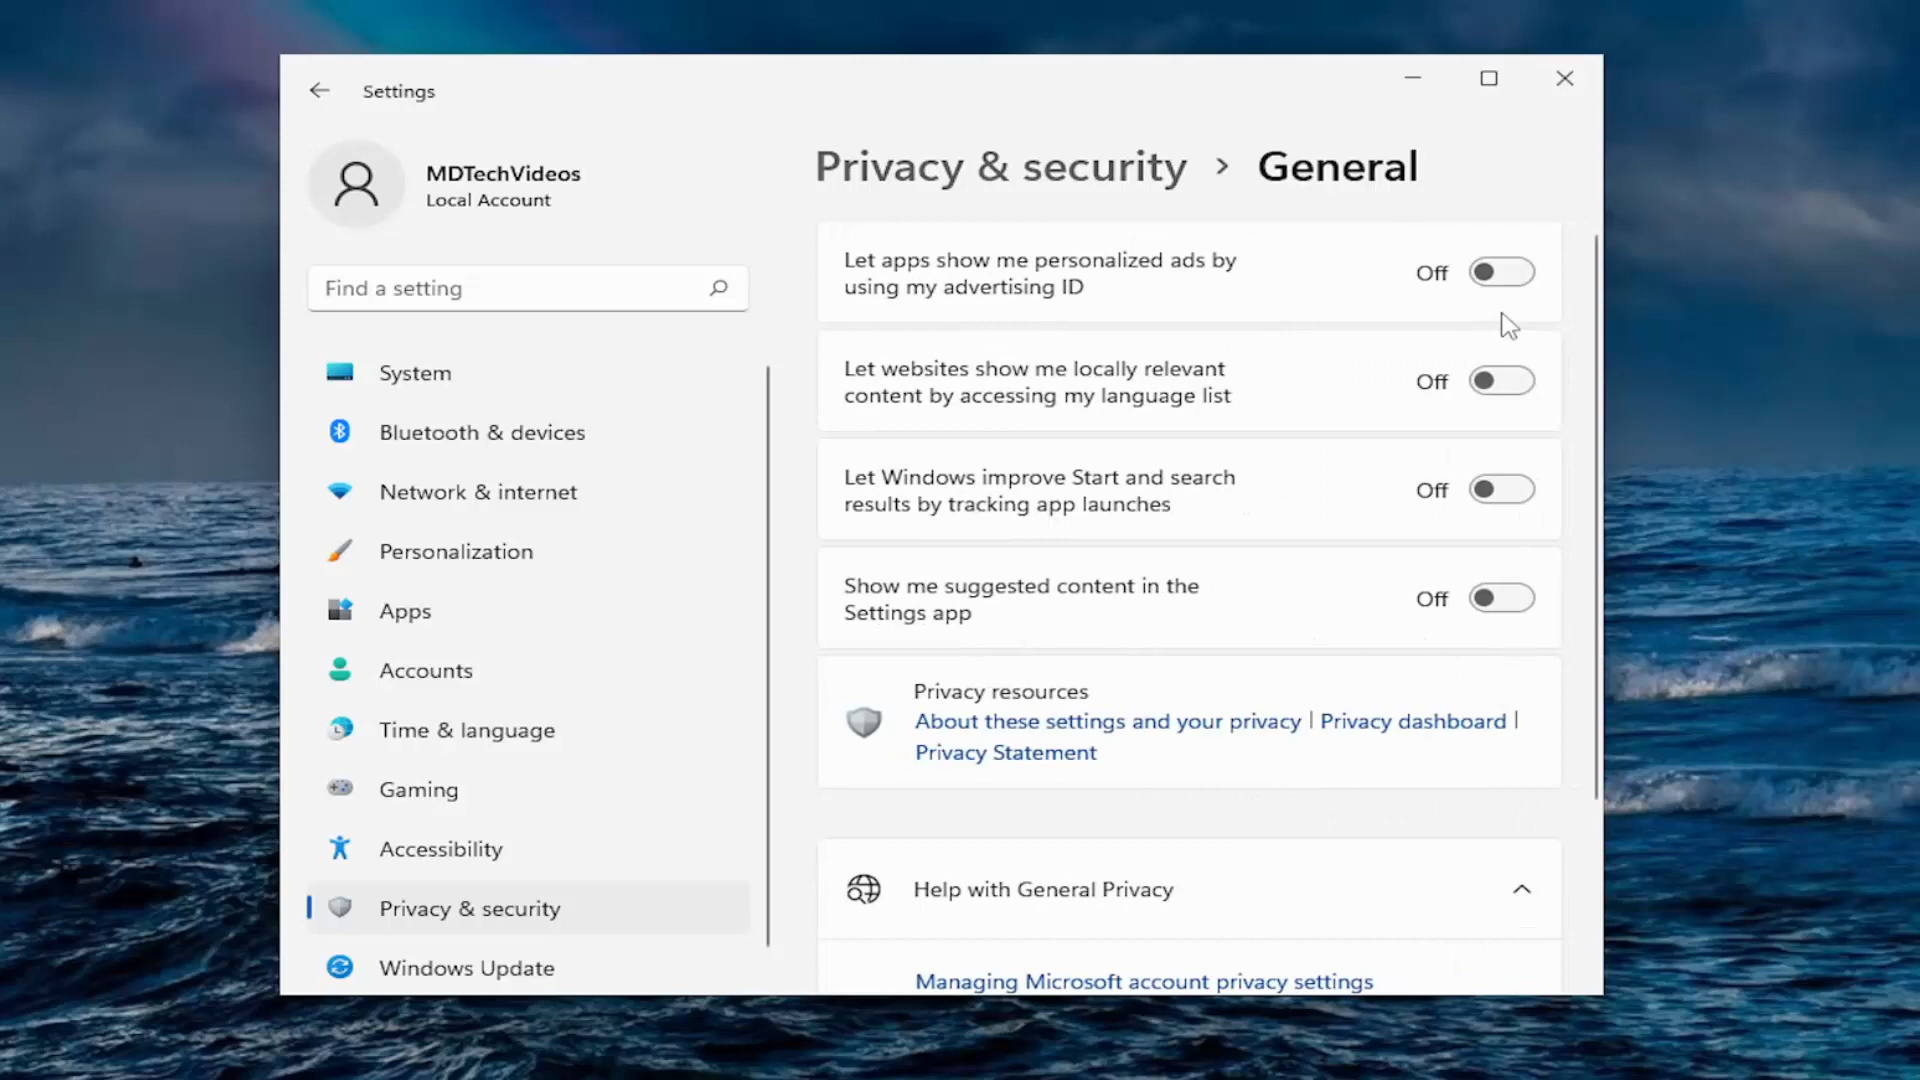 Settings
MDTechVideos
Local Account
Find a setting
System
Bluetooth & devices
Network & internet
Personalization
Apps
Accounts
Time & language
Gaming
Accessibility
Privacy & security
Windows Update
Privacy & security > General
Let apps show me personalized ads by
using my advertising ID
Off
Let websites show me locally relevant
content by accessing my language list
Off
Let Windows improve Start and search
results by tracking app launches
Off
Show me suggested content in the
Settings app
Off
Privacy resources
About these settings and your privacy | Privacy dashboard |
Privacy Statement
Help with General Privacy
Managing Microsoft account privacy settings